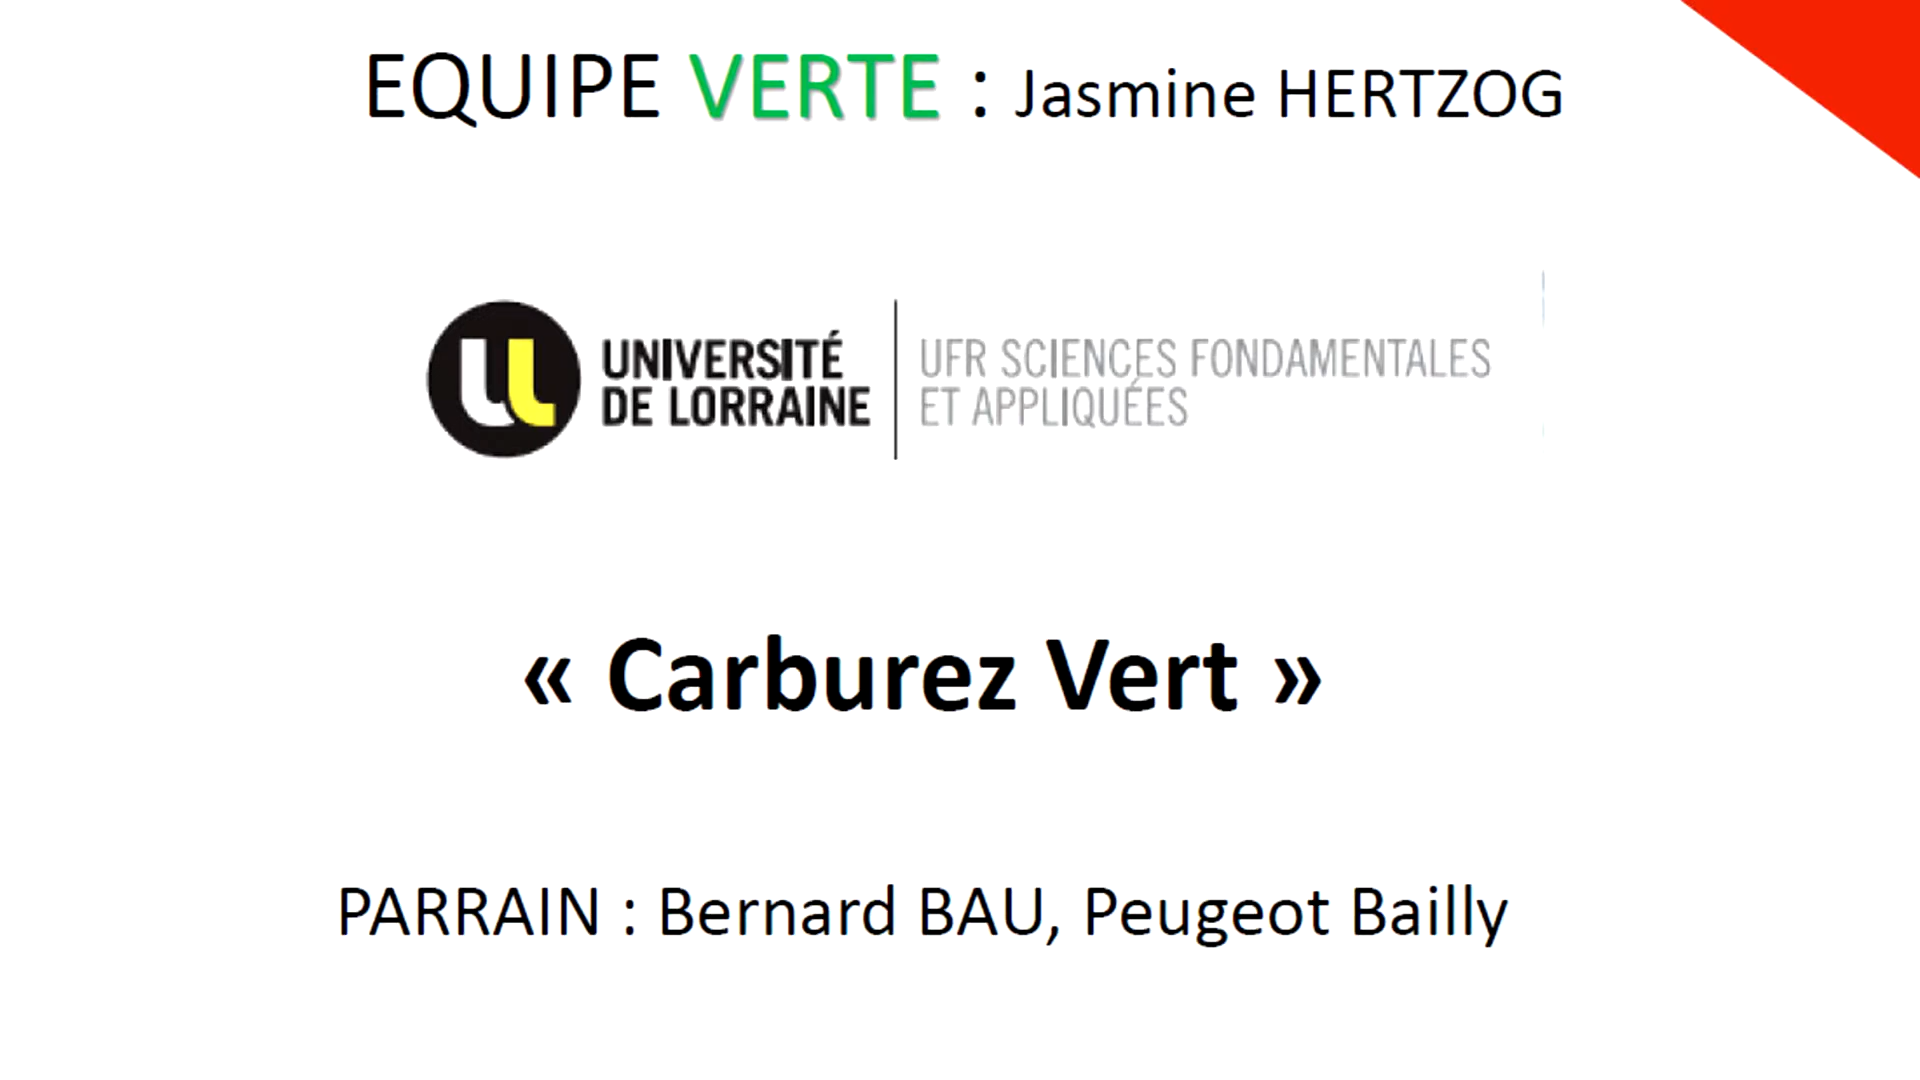 EQUIPE VERTE : Jasmine HERTZOG
UNIVERSITÉ
DE LORRAINE
UFR SCIENCES FONDAMENTALES
ET APPLIQUÉES
« Carburez Vert »
PARRAIN : Bernard BAU, Peugeot Bailly